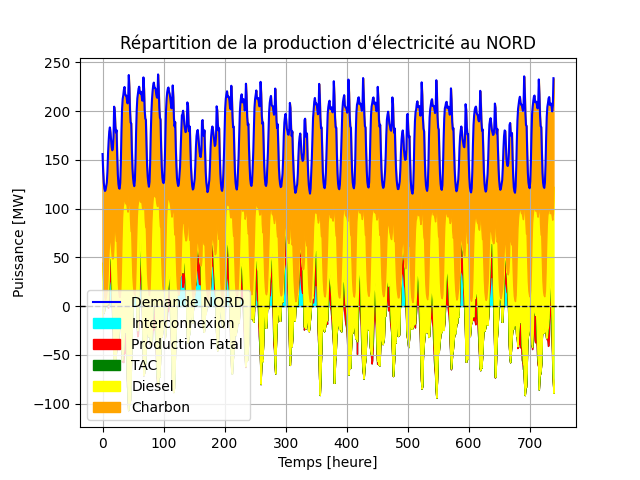 Répartition de la production d'électricité au NORD
Puissance [MW]
250
200
150
100
50
0
−50
−100
Demande NORD
Interconnexion
Production Fatal
TAC
Diesel
Charbon
0 100 200 300 400 500 600 700
Temps [heure]